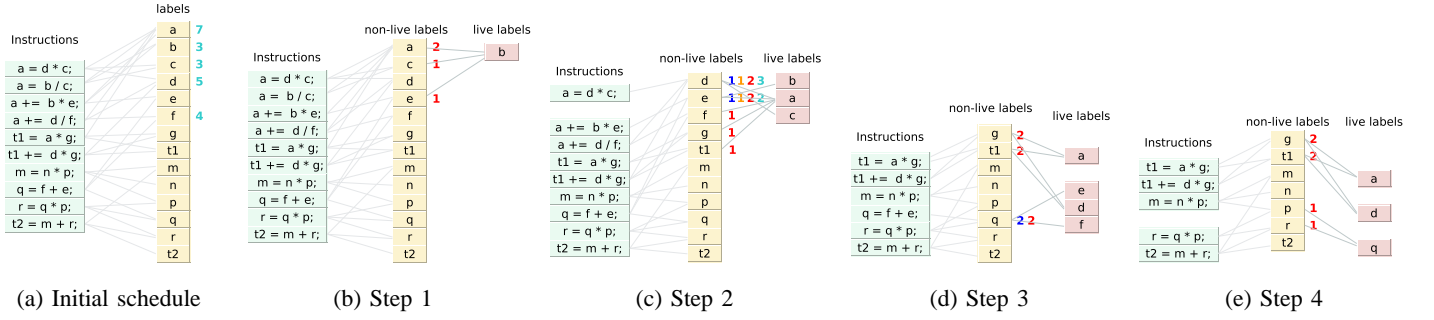 labels
Instructions
a = d * c;
a = b / c;
a += b * e;
a += d / f;
t1 = a * g;
t1 += d * g;
m = n * p;
q = f + e;
r = q * p;
t2 = m + r;
a 7
b 3
c 3
d 5
e
f 4
g
t1
m
n
p
q
r
t2
(a) Initial schedule
non-live labels live labels
Instructions
a = d * c;
a = b / c;
a += b * e;
a += d / f;
t1 = a * g;
t1 += d * g;
m = n * p;
q = f + e;
r = q * p;
t2 = m + r;
a 2
c 1
d
e 1
f
g
t1
m
n
p
q
r
t2
b
(b) Step 1
non-live labels live labels
Instructions
a = d * c;
a += b * e;
a += d / f;
t1 = a * g;
t1 += d * g;
m = n * p;
q = f + e;
r = q * p;
t2 = m + r;
d 1 1 2 3
e 1 1 2 2
f 1
g 1
t1 1
m
n
p
q
r
t2
b
a
c
(c) Step 2
non-live labels
live labels
Instructions
t1 = a * g;
t1 += d * g;
m = n * p;
q = f + e;
r = q * p;
t2 = m + r;
g 2
t1 2
m
n
p
q 2 2
r
t2
a
e
d
f
(d) Step 3
non-live labels live labels
Instructions
t1 = a * g;
t1 += d * g;
m = n * p;
r = q * p;
t2 = m + r;
g 2
t1 2
m
n
p 1
r 1
t2
a
d
q
(e) Step 4